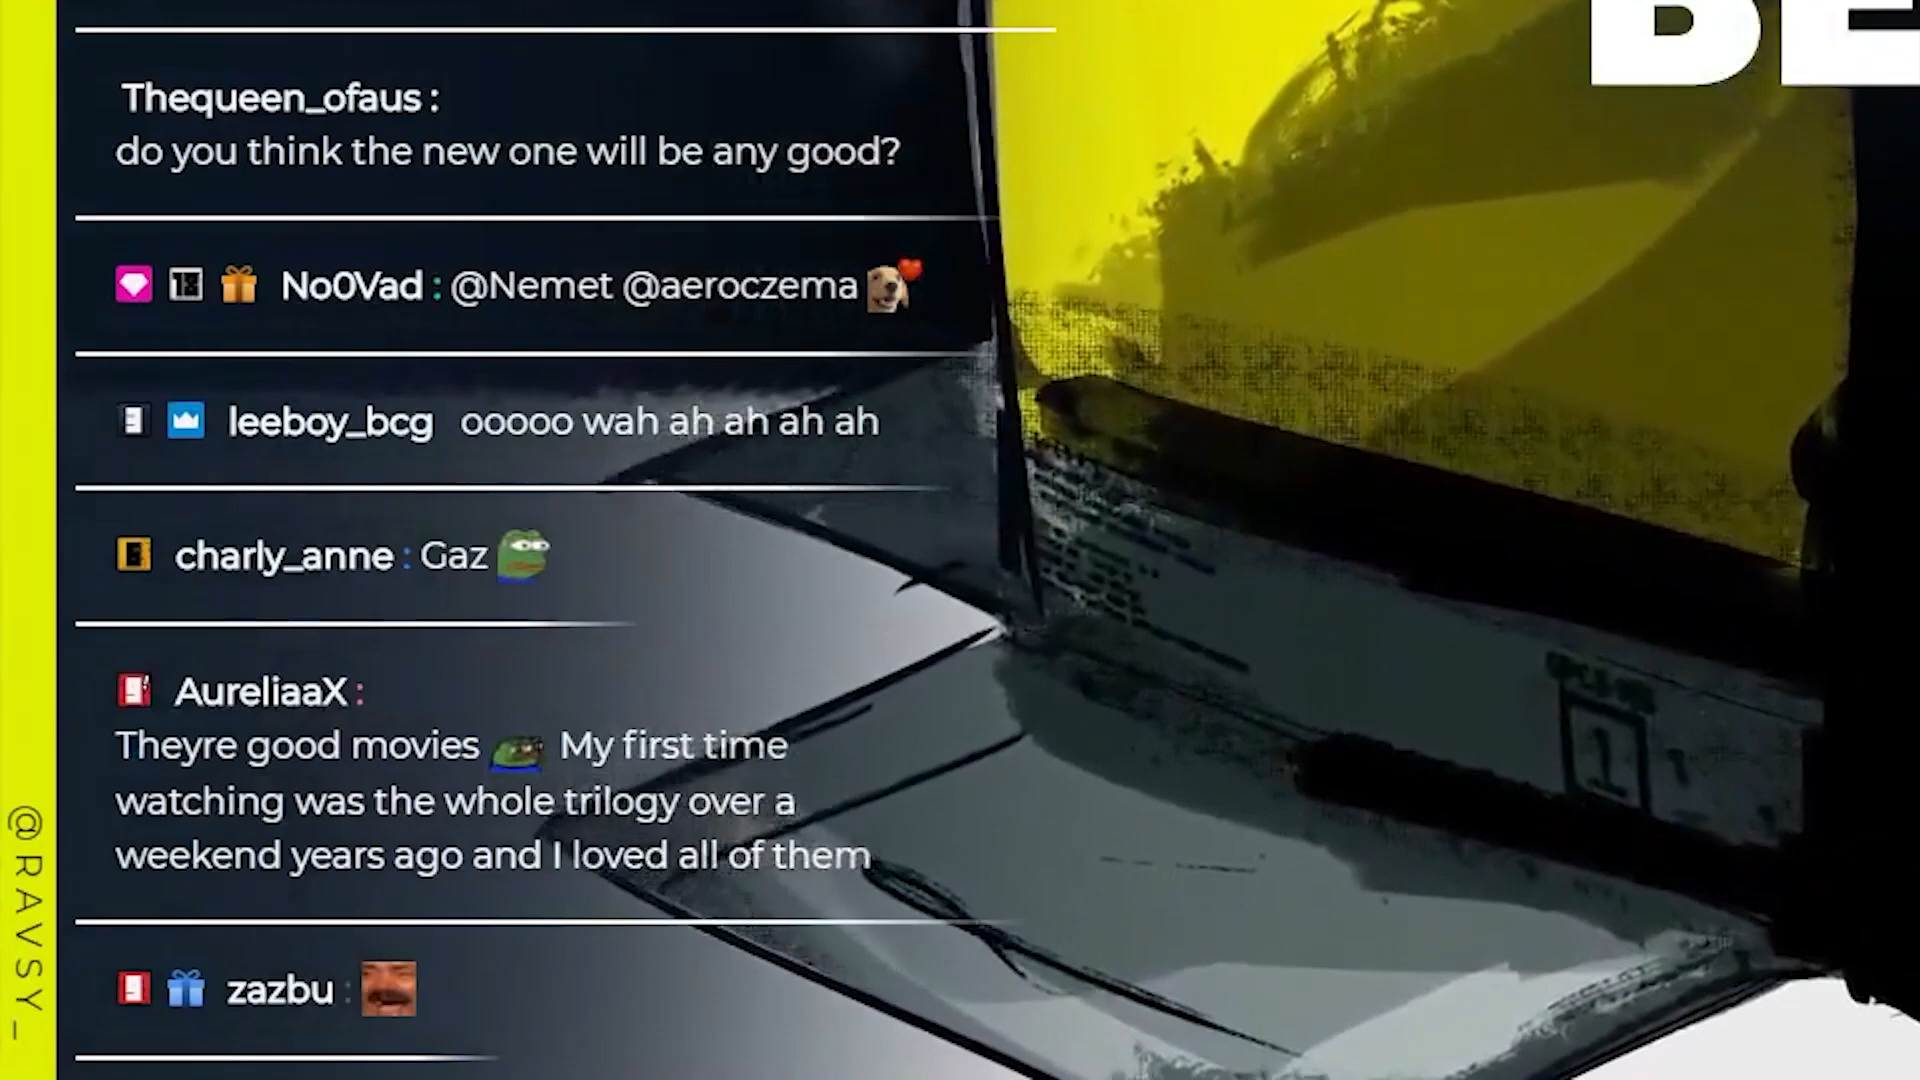 BE
Thequeen_ofaus :
do you think the new one will be any good?
No0Vad : @Nemet @aeroczema
leeboy_bcg ooooo wah ah ah ah ah
charly_anne : Gaz
AureliaaX :
Theyre good movies My first time
watching was the whole trilogy over a
weekend years ago and I loved all of them
zazbu :
@RAVSY_
1